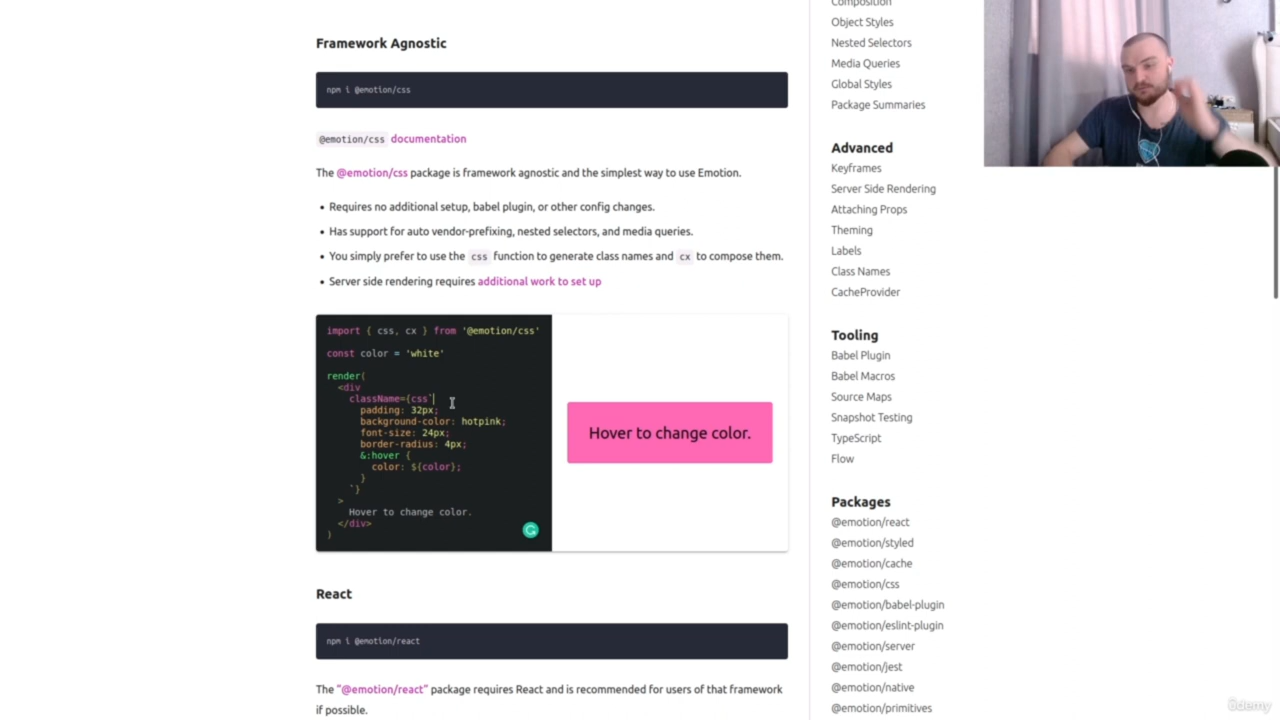 Framework Agnostic
npm i @emotion/css
@emotion/css documentation
The @emotion/css package is framework agnostic and the simplest way to use Emotion.
• Requires no additional setup, babel plugin, or other config changes.
• Has support for auto vendor-prefixing, nested selectors, and media queries.
• You simply prefer to use the css function to generate class names and cx to compose them.
• Server side rendering requires additional work to set up
import { css, cx } from '@emotion/css'
const color = 'white'
render(
<div
className={css`
padding: 32px;
background-color: hotpink;
font-size: 24px;
border-radius: 4px;
&:hover {
color: ${color};
}
`}
>
Hover to change color.
</div>
)
Hover to change color.
React
npm i @emotion/react
The "@emotion/react" package requires React and is recommended for users of that framework
if possible.
Composition
Object Styles
Nested Selectors
Media Queries
Global Styles
Package Summaries
Advanced
Keyframes
Server Side Rendering
Attaching Props
Theming
Labels
Class Names
CacheProvider
Tooling
Babel Plugin
Babel Macros
Source Maps
Snapshot Testing
TypeScript
Flow
Packages
@emotion/react
@emotion/styled
@emotion/cache
@emotion/css
@emotion/babel-plugin
@emotion/eslint-plugin
@emotion/server
@emotion/jest
@emotion/native
@emotion/primitives
ûdemy